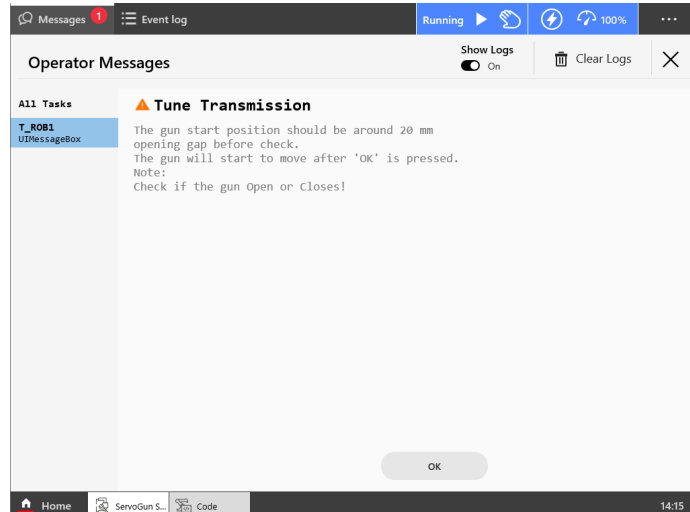 Messages 1
Event log
Running
100%
Operator Messages
Show Logs
On
Clear Logs
All Tasks
T_ROB1
UIMessageBox
Tune Transmission
The gun start position should be around 20 mm
opening gap before check.
The gun will start to move after 'OK' is pressed.
Note:
Check if the gun Open or Closes!
OK
Home
ServoGun S...
Code
14:15